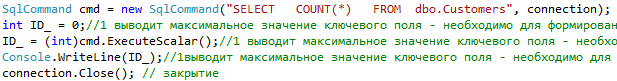 SqlCommand cmd = new SqlCommand("SELECT   COUNT(*)   FROM  dbo.Customers", connection);
int ID_ = 0;//1 выводит максимальное значение ключевого поля - необходимо для формирован
ID_ = (int)cmd.ExecuteScalar();//1 выводит максимальное значение ключевого поля - необхо
Console.WriteLine(ID_);//1выводит максимальное значение ключевого поля - необходимо для
connection.Close(); // закрытие